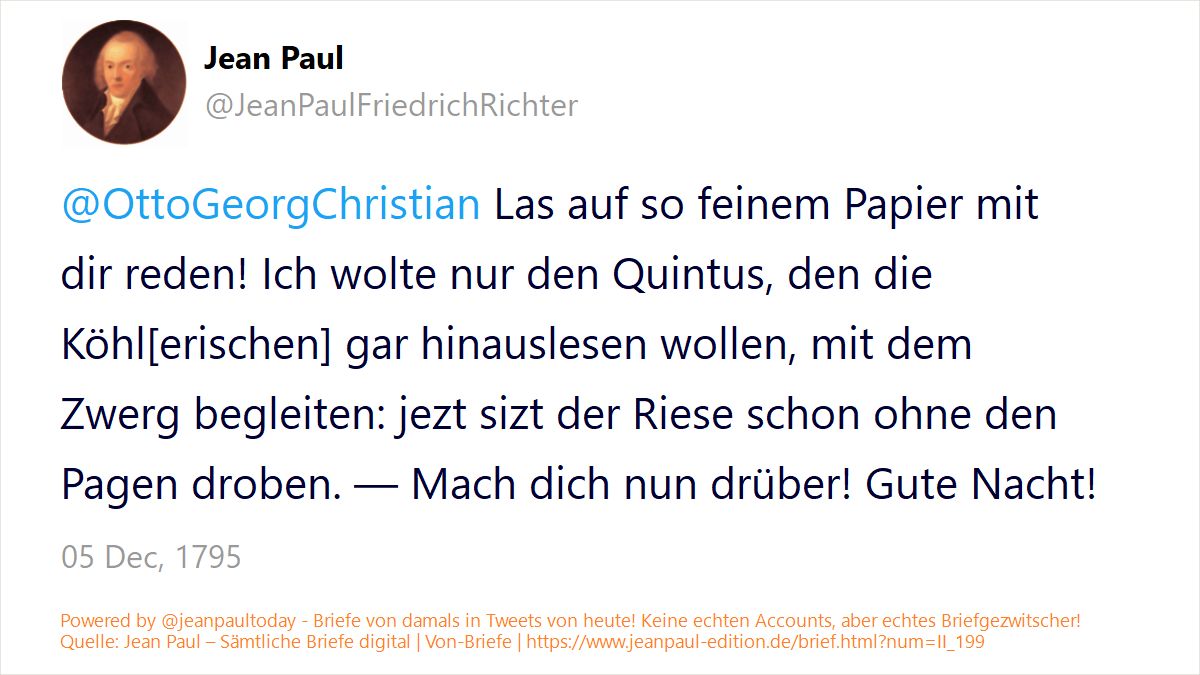 Jean Paul
@JeanPaulFriedrichRichter
@OttoGeorgChristian Las auf so feinem Papier mit
dir reden! Ich wolte nur den Quintus, den die
Köhl[erischen] gar hinauslesen wollen, mit dem
Zwerg begleiten: jezt sizt der Riese schon ohne den
Pagen droben. — Mach dich nun drüber! Gute Nacht!
05 Dec, 1795
Powered by @jeanpaultoday - Briefe von damals in Tweets von heute! Keine echten Accounts, aber echtes Briefgezwitscher!
Quelle: Jean Paul – Sämtliche Briefe digital | Von-Briefe | https://www.jeanpaul-edition.de/brief.html?num=II_199